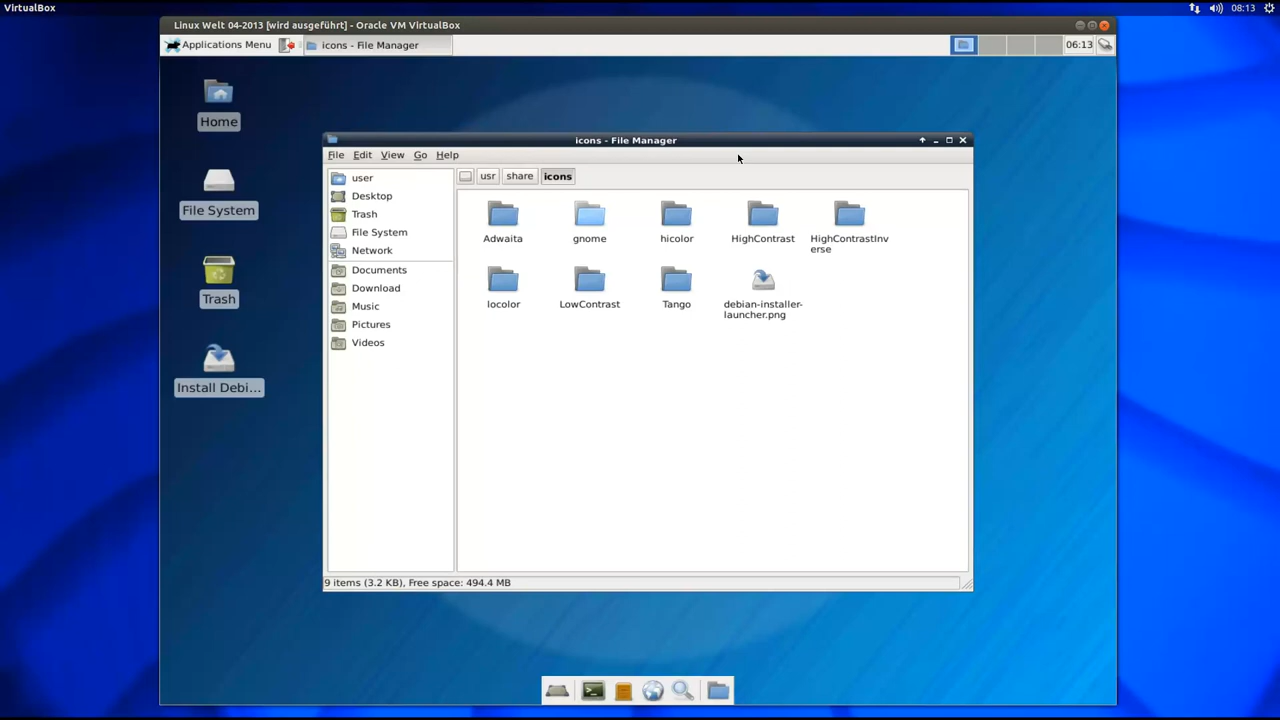 VirtualBox
08:13
Linux Welt 04-2013 [wird ausgeführt] - Oracle VM VirtualBox
Applications Menu
icons - File Manager
06:13
Home
File System
Trash
Install Debi...
icons - File Manager
File Edit View Go Help
user
Desktop
Trash
File System
Network
Documents
Download
Music
Pictures
Videos
usr share icons
Adwaita
gnome
hicolor
HighContrast
HighContrastInv
erse
locolor
LowContrast
Tango
debian-installer-
launcher.png
9 items (3.2 KB), Free space: 494.4 MB